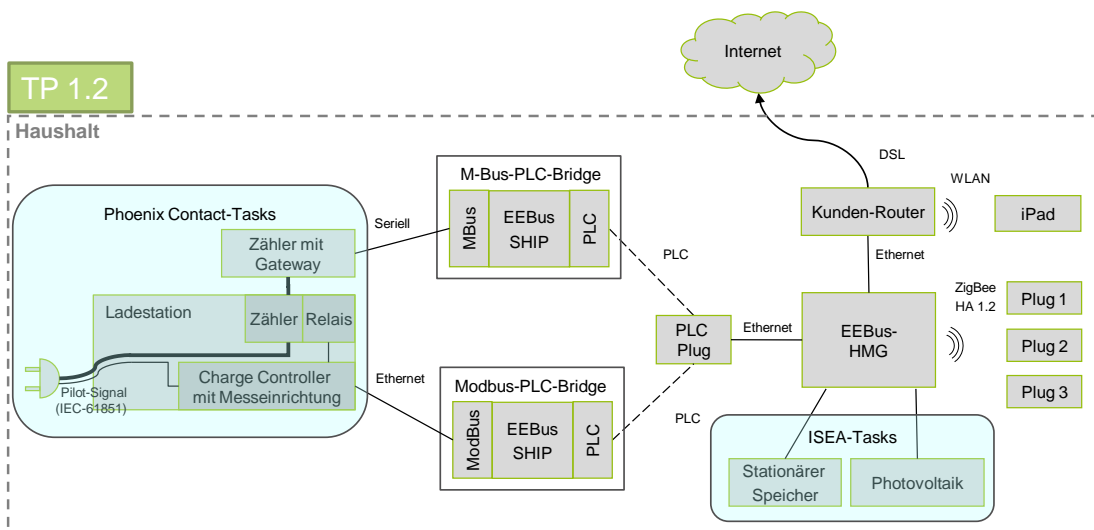 Internet
TP 1.2
Haushalt
DSL
M-Bus-PLC-Bridge
WLAN
Phoenix Contact-Tasks
Kunden-Router
iPad
Seriell
MBus
EEBus
SHIP
PLC
Zähler mit
Gateway
Ethernet
PLC
ZigBee
HA 1.2
Plug 1
Ladestation
Zähler
Relais
PLC
Plug
Ethernet
EEBus-
HMG
Plug 2
Charge Controller
mit Messeinrichtung
Ethernet
Modbus-PLC-Bridge
Plug 3
Pilot-Signal
(IEC-61851)
ModBus
EEBus
SHIP
PLC
PLC
ISEA-Tasks
Stationärer
Speicher
Photovoltaik